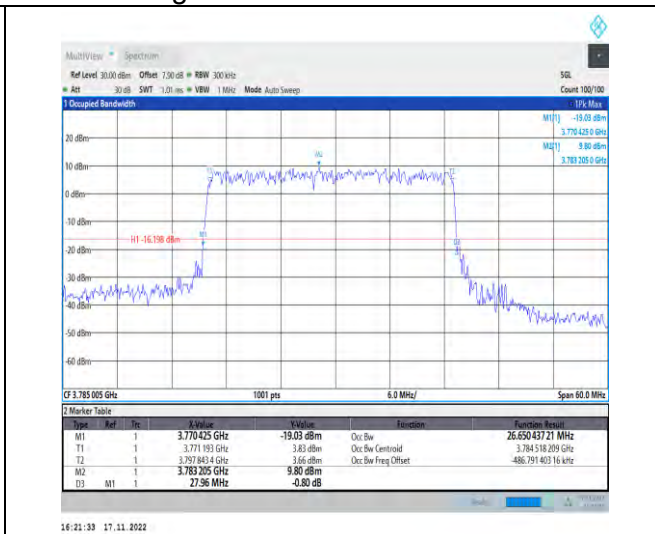 MultiView Spectrum
Ref Level 30.00 dBm Offset 7.90 dB RBW 300 kHz SGL
Att 30 dB SWT 1.01 ms VBW 1 MHz Mode Auto Sweep Count 100/100
1 Occupied Bandwidth 1Pk Max
M1[1] -19.03 dBm
3.770 425 0 GHz
M2[1] 9.80 dBm
3.783 205 0 GHz
20 dBm
M2
10 dBm
T1 T2
0 dBm
-10 dBm
M1
H1 -16.198 dBm
D3
-20 dBm
-30 dBm
-40 dBm
-50 dBm
-60 dBm
CF 3.785 005 GHz 1001 pts 6.0 MHz/ Span 60.0 MHz
2 Marker Table
Type Ref Trc X-Value Y-Value Function Function Result
M1 1 3.770 425 GHz -19.03 dBm Occ Bw 26.650 437 21 MHz
T1 1 3.771 193 GHz 3.83 dBm Occ Bw Centroid 3.784 518 209 GHz
T2 1 3.797 843 4 GHz 3.66 dBm Occ Bw Freq Offset -486.791 403 16 kHz
M2 1 3.783 205 GHz 9.80 dBm
D3 M1 1 27.96 MHz -0.80 dB
16:21:33 17.11.2022